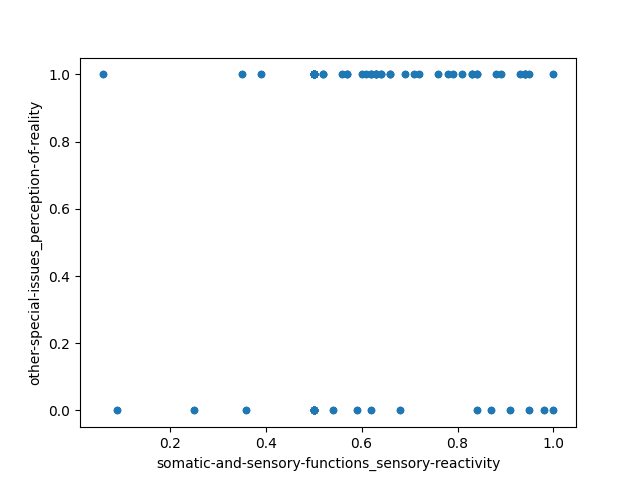 1.0
0.8
0.6
0.4
0.2
0.0
other-special-issues_perception-of-reality
0.2 0.4 0.6 0.8 1.0
somatic-and-sensory-functions_sensory-reactivity